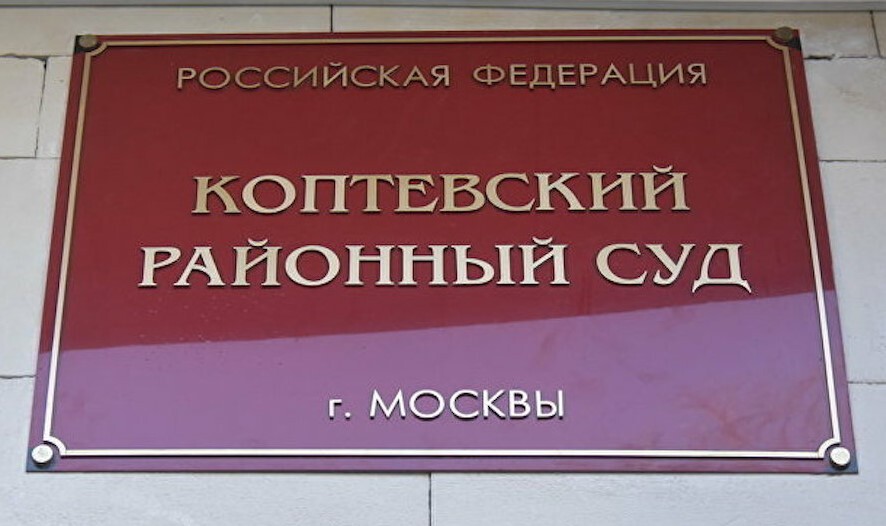 РОССИЙСКАЯ ФЕДЕРАЦИЯ
КОПТЕВСКИЙ
РАЙОННЫЙ СУД
г. МОСКВЫ